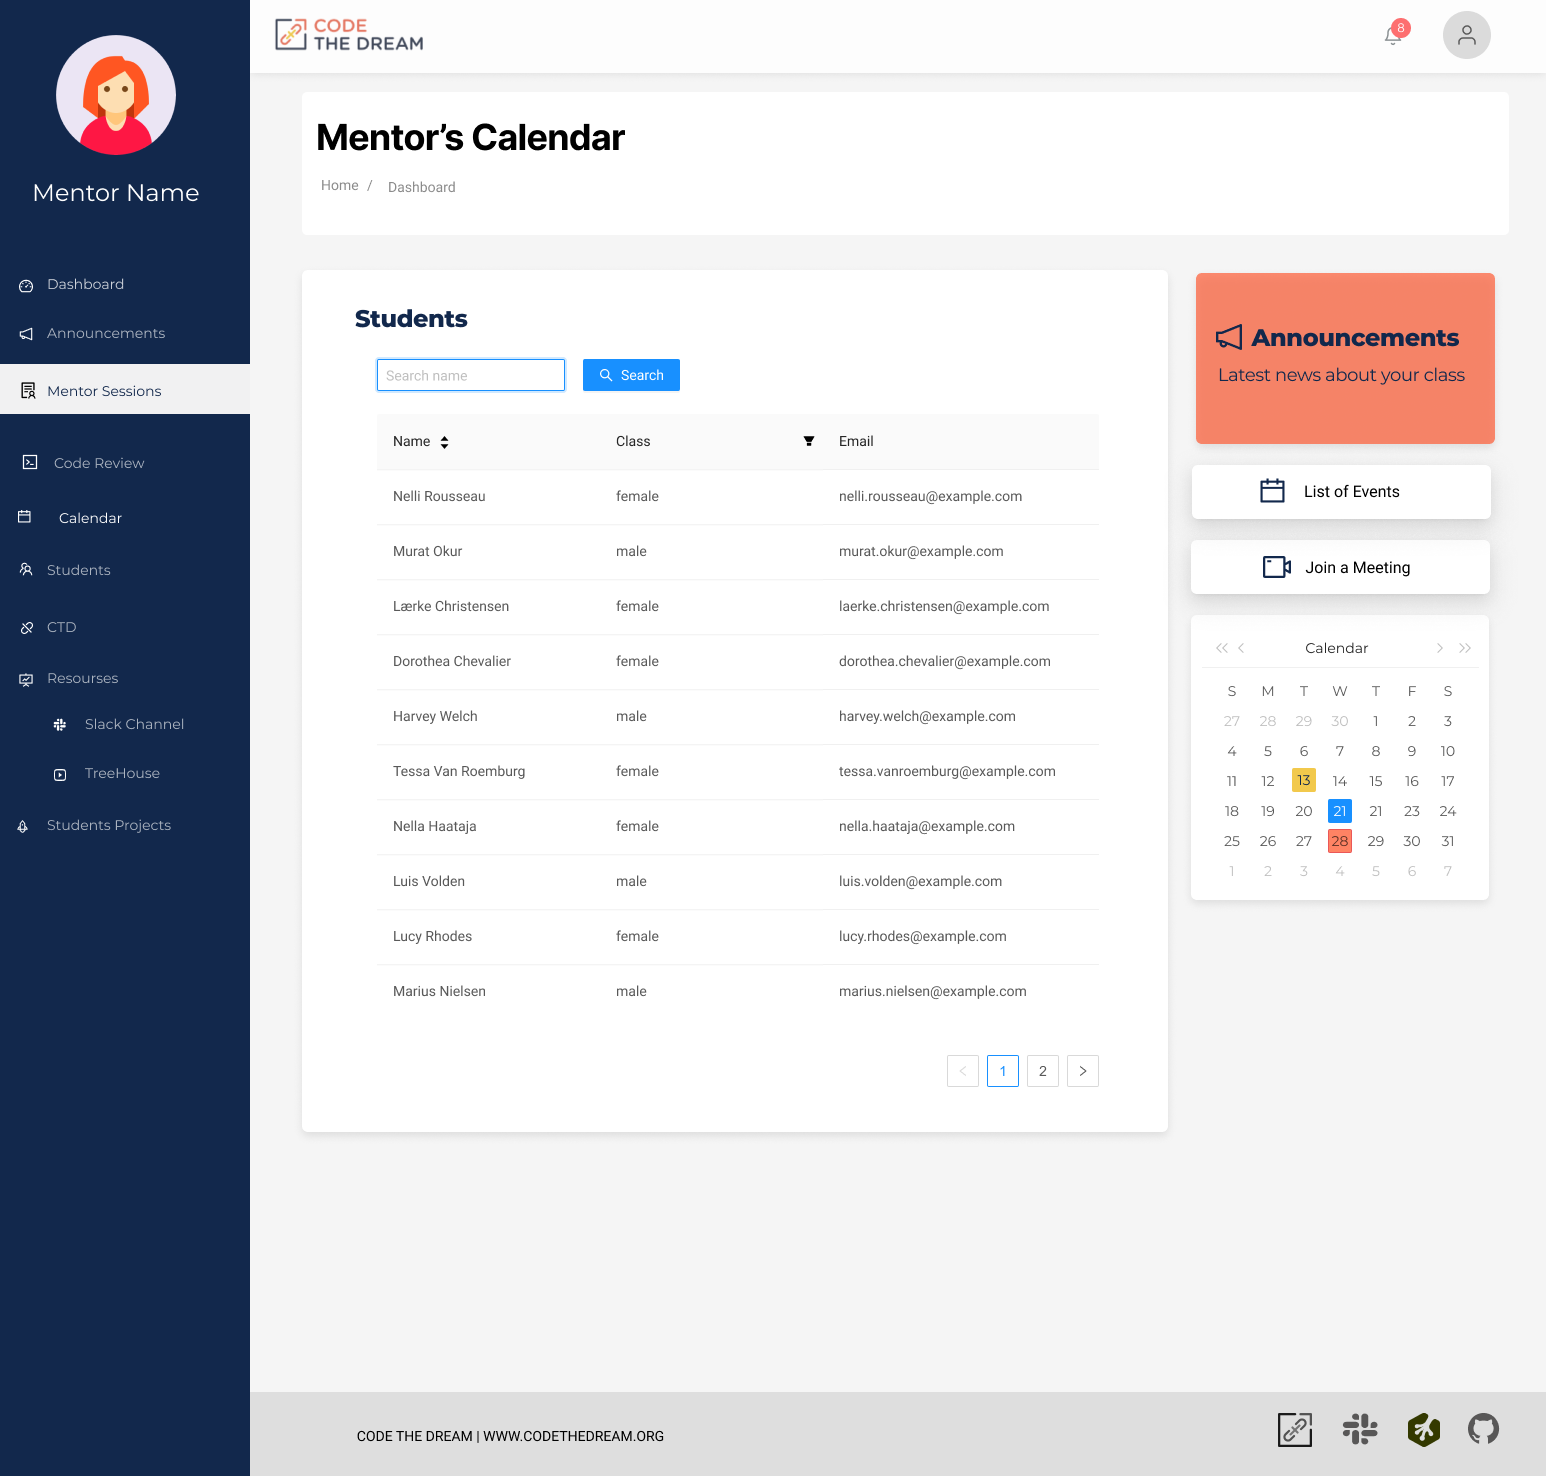 Mentor Name
Dashboard
Announcements
Mentor Sessions
Code Review
Calendar
Students
CTD
Resourses
Slack Channel
TreeHouse
Students Projects
CODE
THE DREAM
8
Mentor’s Calendar
Home / Dashboard
Students
Search name Search
Name Class Email
Nelli Rousseau female nelli.rousseau@example.com
Murat Okur male murat.okur@example.com
Lærke Christensen female laerke.christensen@example.com
Dorothea Chevalier female dorothea.chevalier@example.com
Harvey Welch male harvey.welch@example.com
Tessa Van Roemburg female tessa.vanroemburg@example.com
Nella Haataja female nella.haataja@example.com
Luis Volden male luis.volden@example.com
Lucy Rhodes female lucy.rhodes@example.com
Marius Nielsen male marius.nielsen@example.com
1 2
Announcements
Latest news about your class
List of Events
Join a Meeting
Calendar
S M T W T F S
27 28 29 30 1 2 3
4 5 6 7 8 9 10
11 12 13 14 15 16 17
18 19 20 21 21 23 24
25 26 27 28 29 30 31
1 2 3 4 5 6 7
CODE THE DREAM | WWW.CODETHEDREAM.ORG